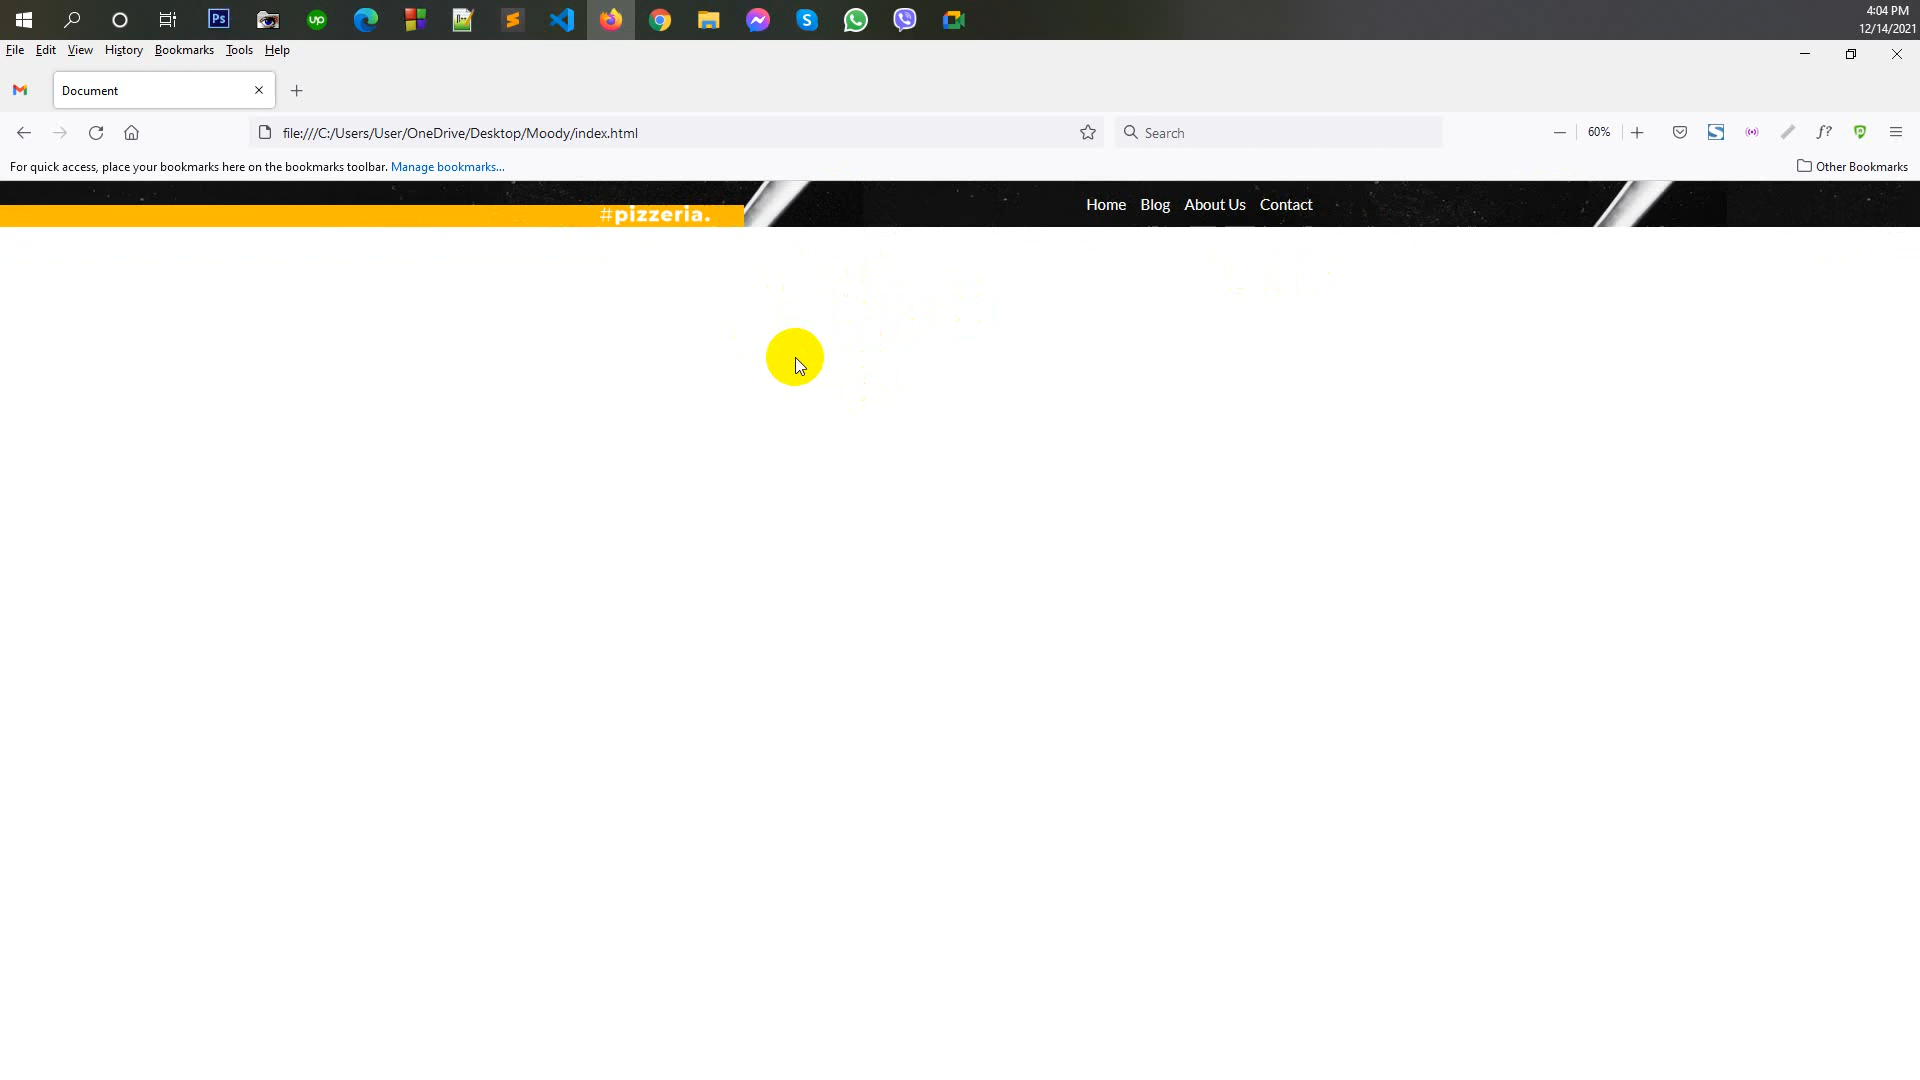 Ps
up
S
4:04 PM
12/14/2021
File Edit View History Bookmarks Tools Help
Document
file:///C:/Users/User/OneDrive/Desktop/Moody/index.html
Search
60%
f?
For quick access, place your bookmarks here on the bookmarks toolbar. Manage bookmarks...
Other Bookmarks
#pizzeria.
Home Blog About Us Contact